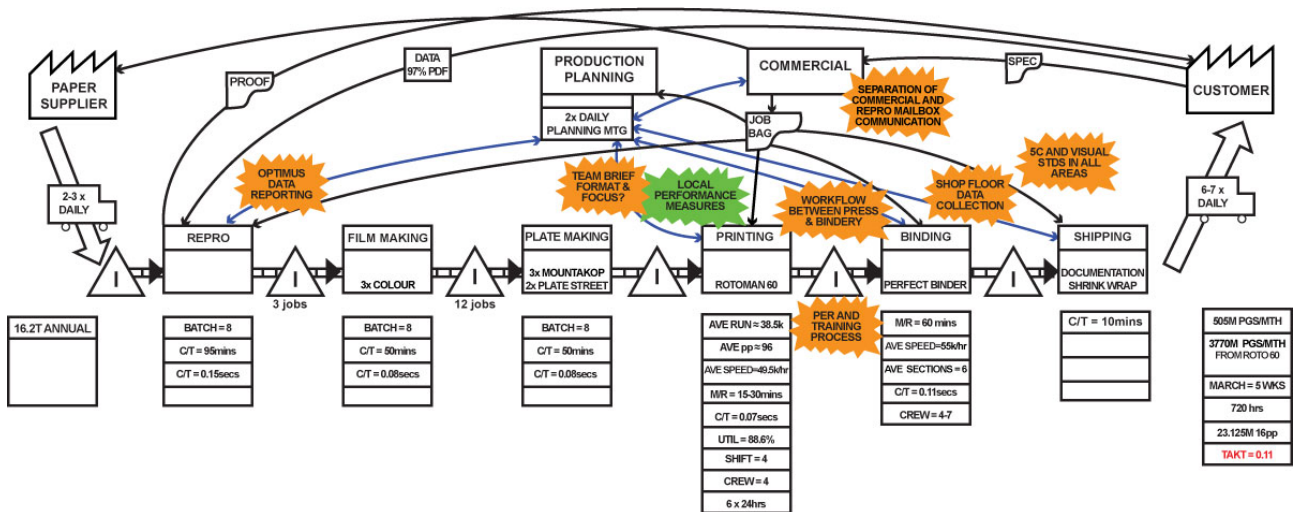 PAPER
SUPPLIER
PROOF
DATA
97% PDF
PRODUCTION
PLANNING
2x DAILY
PLANNING MTG
COMMERCIAL
SPEC
CUSTOMER
SEPARATION OF
COMMERCIAL AND
REPRO MAILBOX
COMMUNICATION
JOB
BAG
2-3 x
DAILY
OPTIMUS
DATA
REPORTING
TEAM BRIEF
FORMAT &
FOCUS?
LOCAL
PERFORMANCE
MEASURES
WORKFLOW
BETWEEN PRESS
& BINDERY
SHOP FLOOR
DATA
COLLECTION
5C AND VISUAL
STDS IN ALL
AREAS
6-7 x
DAILY
I
REPRO
I
3 jobs
FILM MAKING
3x COLOUR
I
12 jobs
PLATE MAKING
3x MOUNTAKOP
2x PLATE STREET
I
PRINTING
ROTOMAN 60
I
BINDING
PERFECT BINDER
I
SHIPPING
DOCUMENTATION
SHRINK WRAP
PER AND
TRAINING
PROCESS
16.2T ANNUAL
BATCH = 8
C/T = 95mins
C/T = 0.15secs
BATCH = 8
C/T = 50mins
C/T = 0.08secs
BATCH = 8
C/T = 50mins
C/T = 0.08secs
AVE RUN ≈ 38.5k
AVE pp ≈ 96
AVE SPEED=49.5k/hr
M/R = 15-30mins
C/T = 0.07secs
UTIL = 88.6%
SHIFT = 4
CREW = 4
6 x 24hrs
M/R = 60 mins
AVE SPEED=55k/hr
AVE SECTIONS = 6
C/T = 0.11secs
CREW = 4-7
C/T = 10mins
505M PGS/MTH
3770M PGS/MTH
FROM ROTO 60
MARCH = 5 WKS
720 hrs
23.125M 16pp
TAKT = 0.11